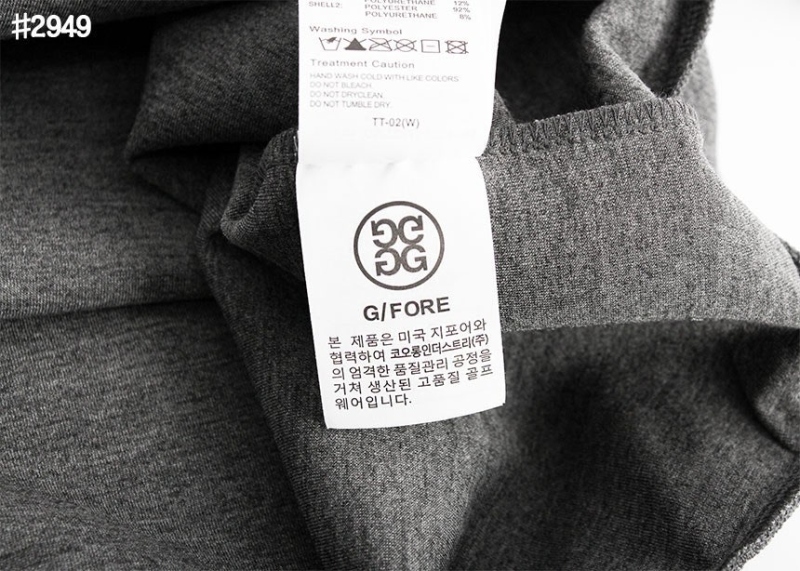 #2949
POLYURETHANE 12%
SHELL2: POLYESTER 92%
POLYURETHANE 8%
Washing Symbol
Treatment Caution
HAND WASH COLD WITH LIKE COLORS.
DO NOT BLEACH.
DO NOT DRYCLEAN.
DO NOT TUMBLE DRY.
TT-02(W)
G/FORE
본 제품은 미국 지포어와
협력하여 코오롱인더스트리(주)
의 엄격한 품질관리 공정을
거쳐 생산된 고품질 골프
웨어입니다.